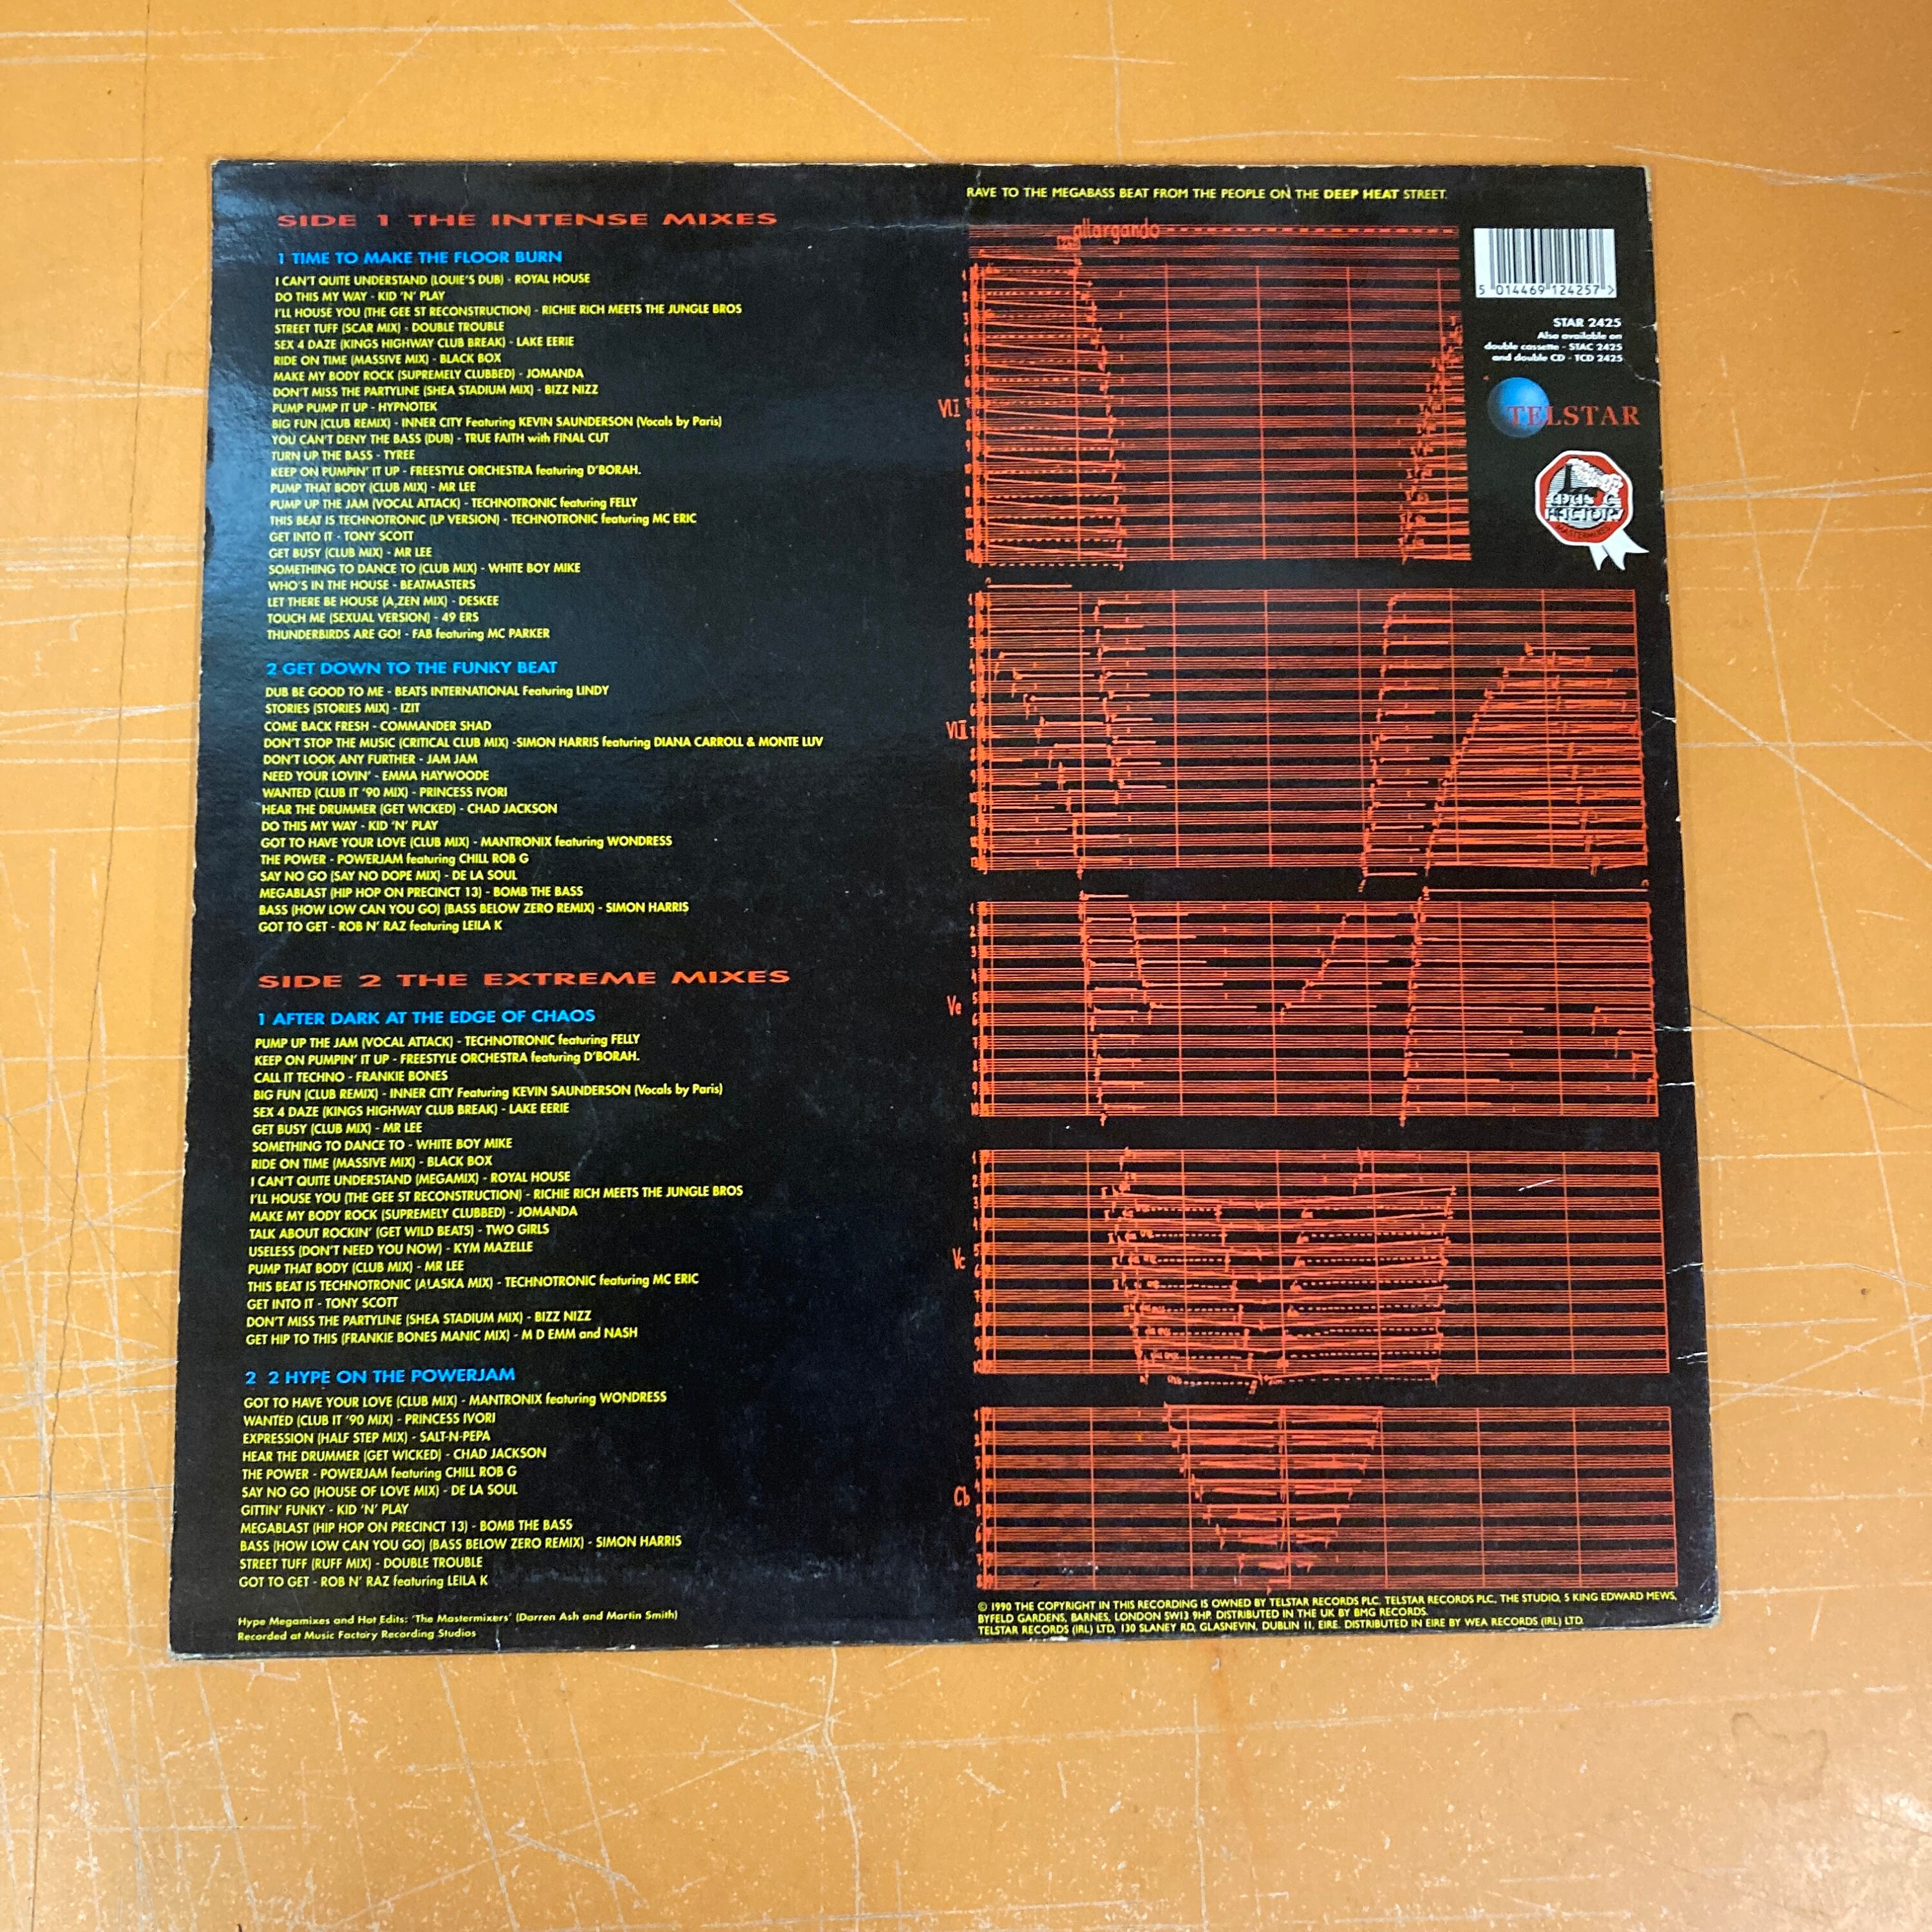 SIDE 1 THE INTENSE MIXES
1 TIME TO MAKE THE FLOOR BURN
I CAN'T QUITE UNDERSTAND (LOUIE'S DUB) - ROYAL HOUSE
DO THIS MY WAY - KID 'N' PLAY
I'LL HOUSE YOU (THE GEE ST RECONSTRUCTION) - RICHIE RICH MEETS THE JUNGLE BROS
STREET TUFF (SCAR MIX) - DOUBLE TROUBLE
SEX 4 DAZE (KINGS HIGHWAY CLUB BREAK) - LAKE EERIE
RIDE ON TIME (MASSIVE MIX) - BLACK BOX
MAKE MY BODY ROCK (SUPREMELY CLUBBED) - JOMANDA
DON'T MISS THE PARTYLINE (SHEA STADIUM MIX) - BIZZ NIZZ
PUMP PUMP IT UP - HYPNOTEK
BIG FUN (CLUB REMIX) - INNER CITY Featuring KEVIN SAUNDERSON (Vocals by Paris)
YOU CAN'T DENY THE BASS (DUB) - TRUE FAITH with FINAL CUT
TURN UP THE BASS - TYREE
KEEP ON PUMPIN' IT UP - FREESTYLE ORCHESTRA featuring D'BORAH.
PUMP THAT BODY (CLUB MIX) - MR LEE
PUMP UP THE JAM (VOCAL ATTACK) - TECHNOTRONIC featuring FELLY
THIS BEAT IS TECHNOTRONIC (LP VERSION) - TECHNOTRONIC featuring MC ERIC
GET INTO IT - TONY SCOTT
GET BUSY (CLUB MIX) - MR LEE
SOMETHING TO DANCE TO (CLUB MIX) - WHITE BOY MIKE
WHO'S IN THE HOUSE - BEATMASTERS
LET THERE BE HOUSE (A,ZEN MIX) - DESKEE
TOUCH ME (SEXUAL VERSION) - 49 ERS
THUNDERBIRDS ARE GO! - FAB featuring MC PARKER
2 GET DOWN TO THE FUNKY BEAT
DUB BE GOOD TO ME - BEATS INTERNATIONAL Featuring LINDY
STORIES (STORIES MIX) - IZIT
COME BACK FRESH - COMMANDER SHAD
DON'T STOP THE MUSIC (CRITICAL CLUB MIX) -SIMON HARRIS featuring DIANA CARROLL & MONTE LUV
DON'T LOOK ANY FURTHER - JAM JAM
NEED YOUR LOVIN' - EMMA HAYWOODE
WANTED (CLUB IT '90 MIX) - PRINCESS IVORI
HEAR THE DRUMMER (GET WICKED) - CHAD JACKSON
DO THIS MY WAY - KID 'N' PLAY
GOT TO HAVE YOUR LOVE (CLUB MIX) - MANTRONIX featuring WONDRESS
THE POWER - POWERJAM featuring CHILL ROB G
SAY NO GO (SAY NO DOPE MIX) - DE LA SOUL
MEGABLAST (HIP HOP ON PRECINCT 13) - BOMB THE BASS
BASS (HOW LOW CAN YOU GO) (BASS BELOW ZERO REMIX) - SIMON HARRIS
GOT TO GET - ROB N' RAZ featuring LEILA K
SIDE 2 THE EXTREME MIXES
1 AFTER DARK AT THE EDGE OF CHAOS
PUMP UP THE JAM (VOCAL ATTACK) - TECHNOTRONIC featuring FELLY
KEEP ON PUMPIN' IT UP - FREESTYLE ORCHESTRA featuring D'BORAH.
CALL IT TECHNO - FRANKIE BONES
BIG FUN (CLUB REMIX) - INNER CITY Featuring KEVIN SAUNDERSON (Vocals by Paris)
SEX 4 DAZE (KINGS HIGHWAY CLUB BREAK) - LAKE EERIE
GET BUSY (CLUB MIX) - MR LEE
SOMETHING TO DANCE TO - WHITE BOY MIKE
RIDE ON TIME (MASSIVE MIX) - BLACK BOX
I CAN'T QUITE UNDERSTAND (MEGAMIX) - ROYAL HOUSE
I'LL HOUSE YOU (THE GEE ST RECONSTRUCTION) - RICHIE RICH MEETS THE JUNGLE BROS
MAKE MY BODY ROCK (SUPREMELY CLUBBED) - JOMANDA
TALK ABOUT ROCKIN' (GET WILD BEATS) - TWO GIRLS
USELESS (DON'T NEED YOU NOW) - KYM MAZELLE
PUMP THAT BODY (CLUB MIX) - MR LEE
THIS BEAT IS TECHNOTRONIC (ALASKA MIX) - TECHNOTRONIC featuring MC ERIC
GET INTO IT - TONY SCOTT
DON'T MISS THE PARTYLINE (SHEA STADIUM MIX) - BIZZ NIZZ
GET HIP TO THIS (FRANKIE BONES MANIC MIX) - M D EMM and NASH
2 2 HYPE ON THE POWERJAM
GOT TO HAVE YOUR LOVE (CLUB MIX) - MANTRONIX featuring WONDRESS
WANTED (CLUB IT '90 MIX) - PRINCESS IVORI
EXPRESSION (HALF STEP MIX) - SALT-N-PEPA
HEAR THE DRUMMER (GET WICKED) - CHAD JACKSON
THE POWER - POWERJAM featuring CHILL ROB G
SAY NO GO (HOUSE OF LOVE MIX) - DE LA SOUL
GITTIN' FUNKY - KID 'N' PLAY
MEGABLAST (HIP HOP ON PRECINCT 13) - BOMB THE BASS
BASS (HOW LOW CAN YOU GO) (BASS BELOW ZERO REMIX) - SIMON HARRIS
STREET TUFF (RUFF MIX) - DOUBLE TROUBLE
GOT TO GET - ROB N' RAZ featuring LEILA K
Hype Megamixes and Hot Edits: 'The Mastermixers' (Darren Ash and Martin Smith)
Recorded at Music Factory Recording Studios
RAVE TO THE MEGABASS BEAT FROM THE PEOPLE ON THE DEEP HEAT STREET.
allargando
VI I
VI II
Ve
Vc
Cb
5 014469 124257 >
STAR 2425
Also available on
double cassette - STAC 2425
and double CD - TCD 2425
TELSTAR
MUSIC
FACTORY
MASTERMIXERS
© 1990 THE COPYRIGHT IN THIS RECORDING IS OWNED BY TELSTAR RECORDS PLC. TELSTAR RECORDS PLC., THE STUDIO, 5 KING EDWARD MEWS,
BYFELD GARDENS, BARNES, LONDON SW13 9HP. DISTRIBUTED IN THE UK BY BMG RECORDS.
TELSTAR RECORDS (IRL) LTD, 130 SLANEY RD, GLASNEVIN, DUBLIN 11, EIRE. DISTRIBUTED IN EIRE BY WEA RECORDS (IRL) LTD.